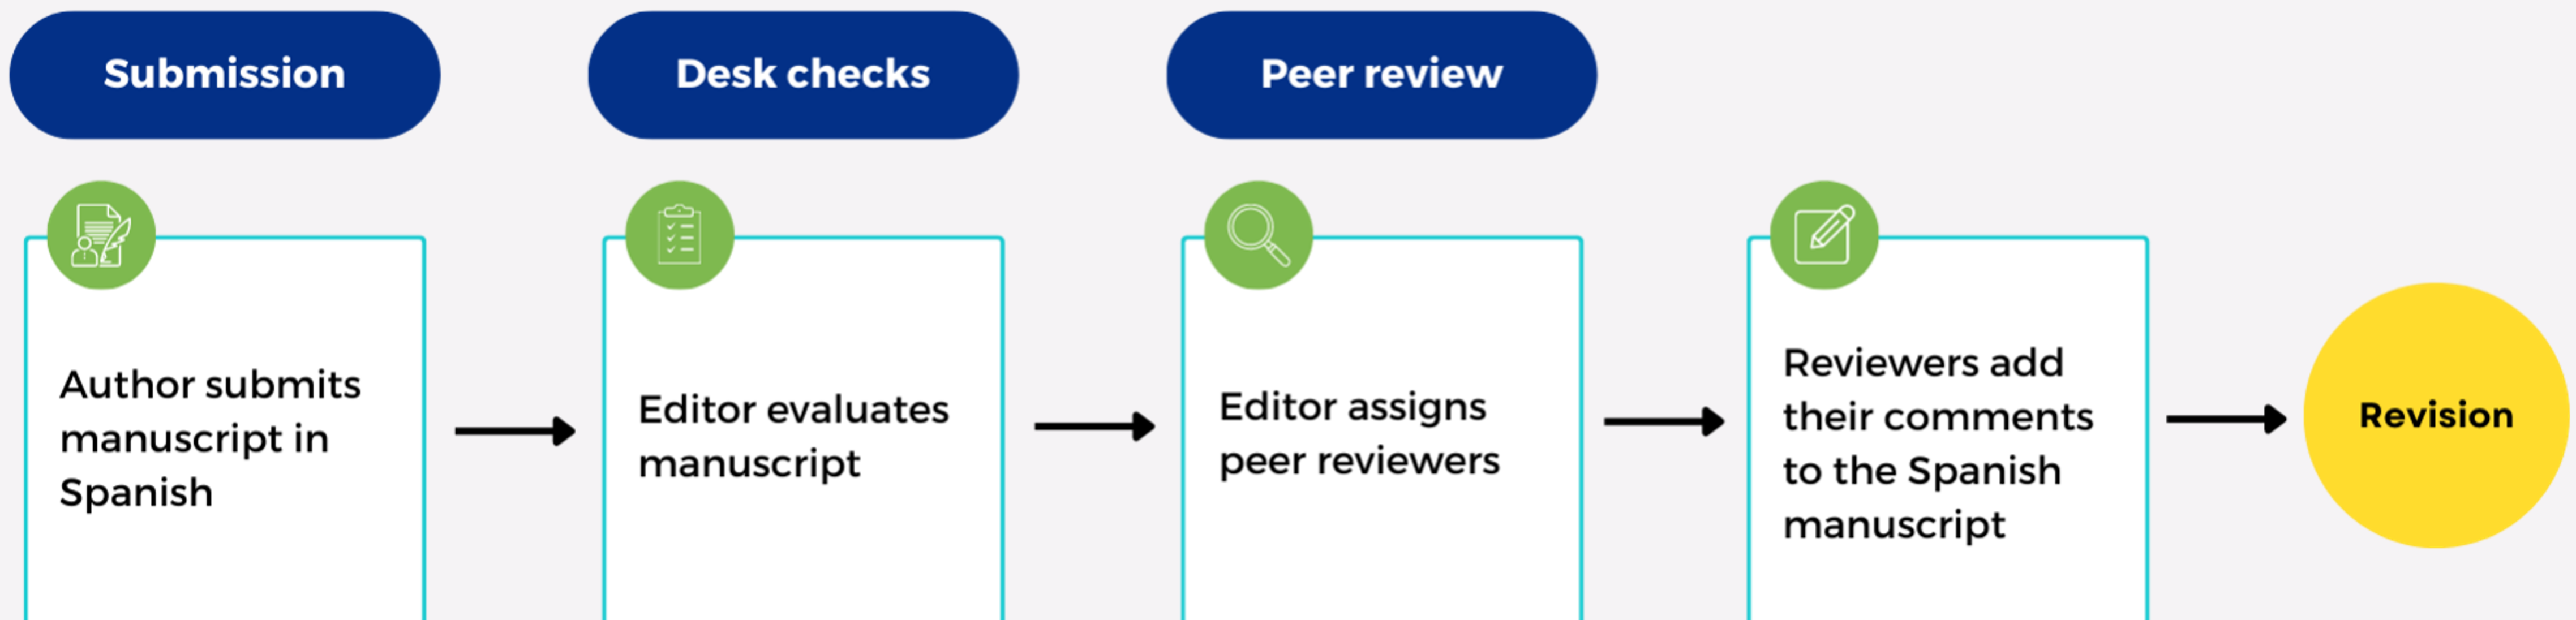 Submission
Desk checks
Peer review
Author submits
manuscript in
Spanish
Editor evaluates
manuscript
Editor assigns
peer reviewers
Reviewers add
their comments
to the Spanish
manuscript
Revision